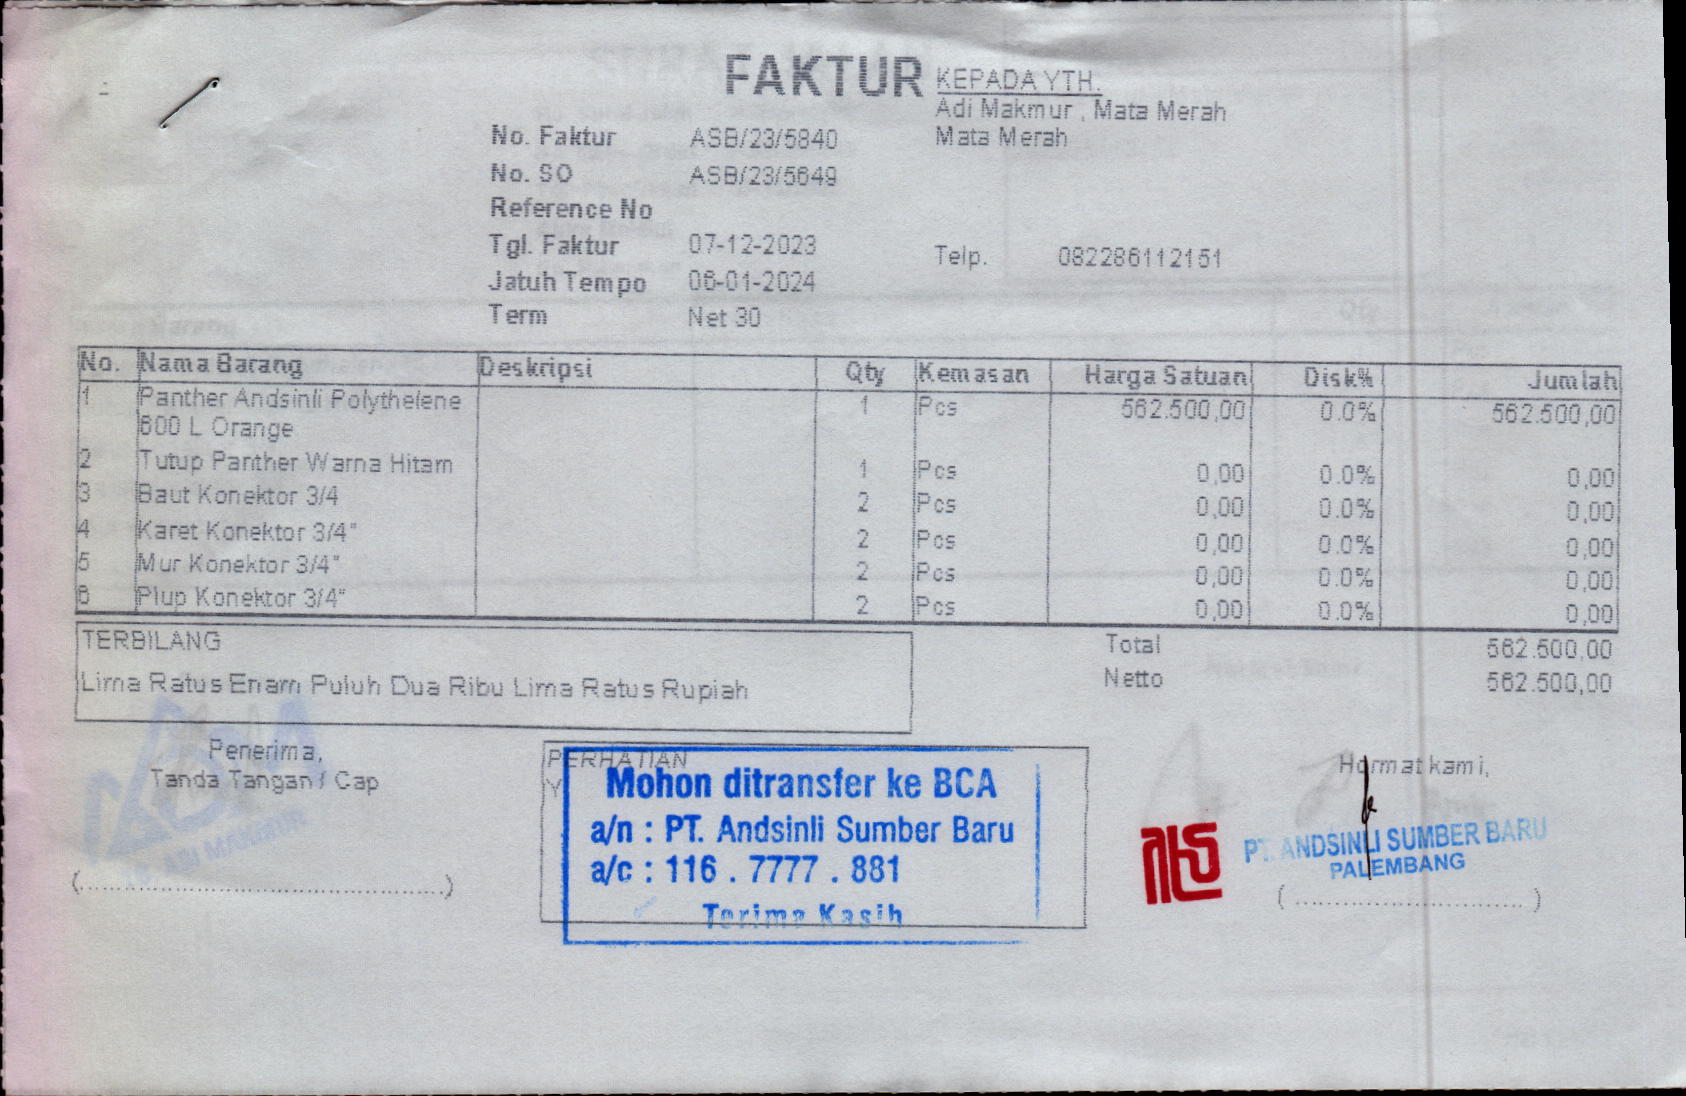 FAKTUR
KEPADA YTH.
Adi Makmur , Mata Merah
Mata Merah
No. Faktur ASB/23/5840
No. SO ASB/23/5649
Reference No
Tgl. Faktur 07-12-2023
Telp. 082286112151
Jatuh Tempo 06-01-2024
Term Net 30
No. Nama Barang Deskripsi Qty Kemasan Harga Satuan Disk% Jumlah
1 Panther Andsinli Polythelene 1 Pcs 562.500,00 0.0% 562.500,00
600 L Orange
2 Tutup Panther Warna Hitam 1 Pcs 0,00 0.0% 0,00
3 Baut Konektor 3/4 2 Pcs 0,00 0.0% 0,00
4 Karet Konektor 3/4" 2 Pcs 0,00 0.0% 0,00
5 Mur Konektor 3/4" 2 Pcs 0,00 0.0% 0,00
6 Plup Konektor 3/4" 2 Pcs 0,00 0.0% 0,00
TERBILANG
Lima Ratus Enam Puluh Dua Ribu Lima Ratus Rupiah
Total 562.500,00
Netto 562.500,00
Penerima,
Tanda Tangan / Cap
ADI MAKMUR
(..............................................)
PERHATIAN
Mohon ditransfer ke BCA
a/n : PT. Andsinli Sumber Baru
a/c : 116 . 7777 . 881
Terima Kasih
Hormat kami,
PT. ANDSINLI SUMBER BARU
PALEMBANG
( .............................. )